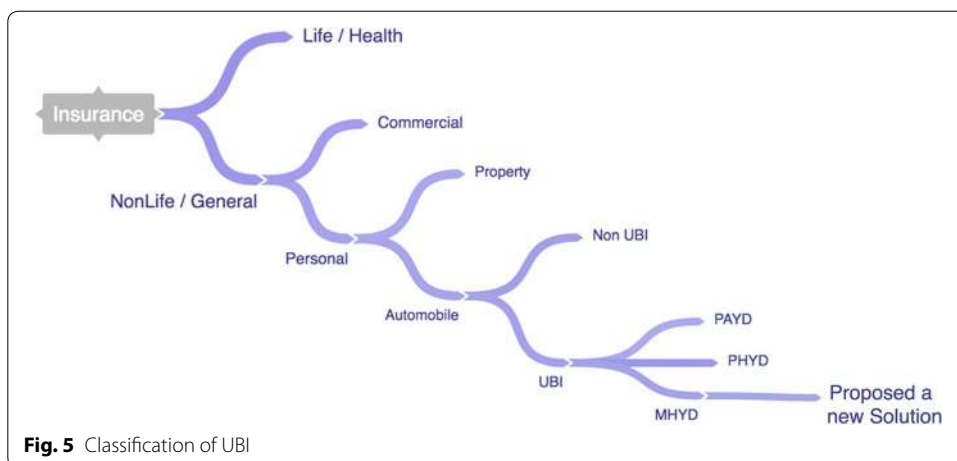 Life / Health
Insurance
Commercial
Property
NonLife / General
Non UBI
Personal
Automobile
PAYD
PHYD
UBI
Proposed a
new Solution
MHYD
Fig. 5 Classification of UBI